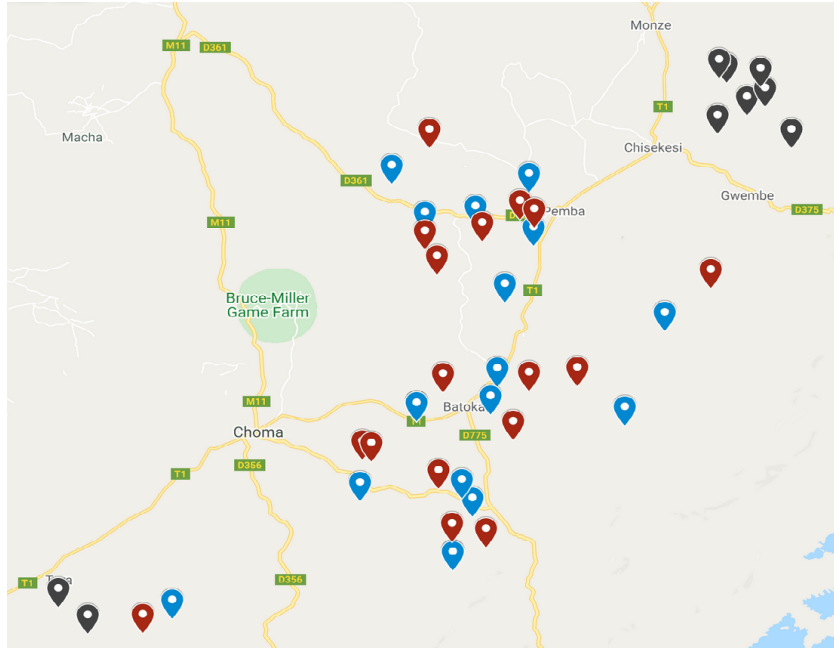 Monze
M11
D361
T1
Macha
Chisekesi
D361
Gwembe
Pemba
D375
M11
T1
Bruce-Miller
Game Farm
M11
Batoka
Choma
D775
D356
T1
D356
T1